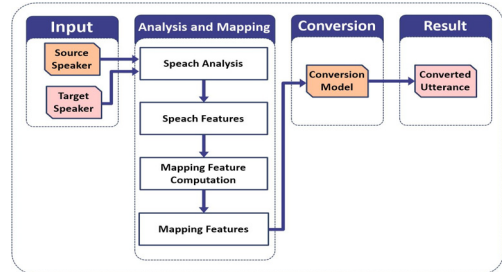 Input
Source
Speaker
Target
Speaker
Analysis and Mapping
Speach Analysis
Speach Features
Mapping Feature
Computation
Mapping Features
Conversion
Conversion
Model
Result
Converted
Utterance